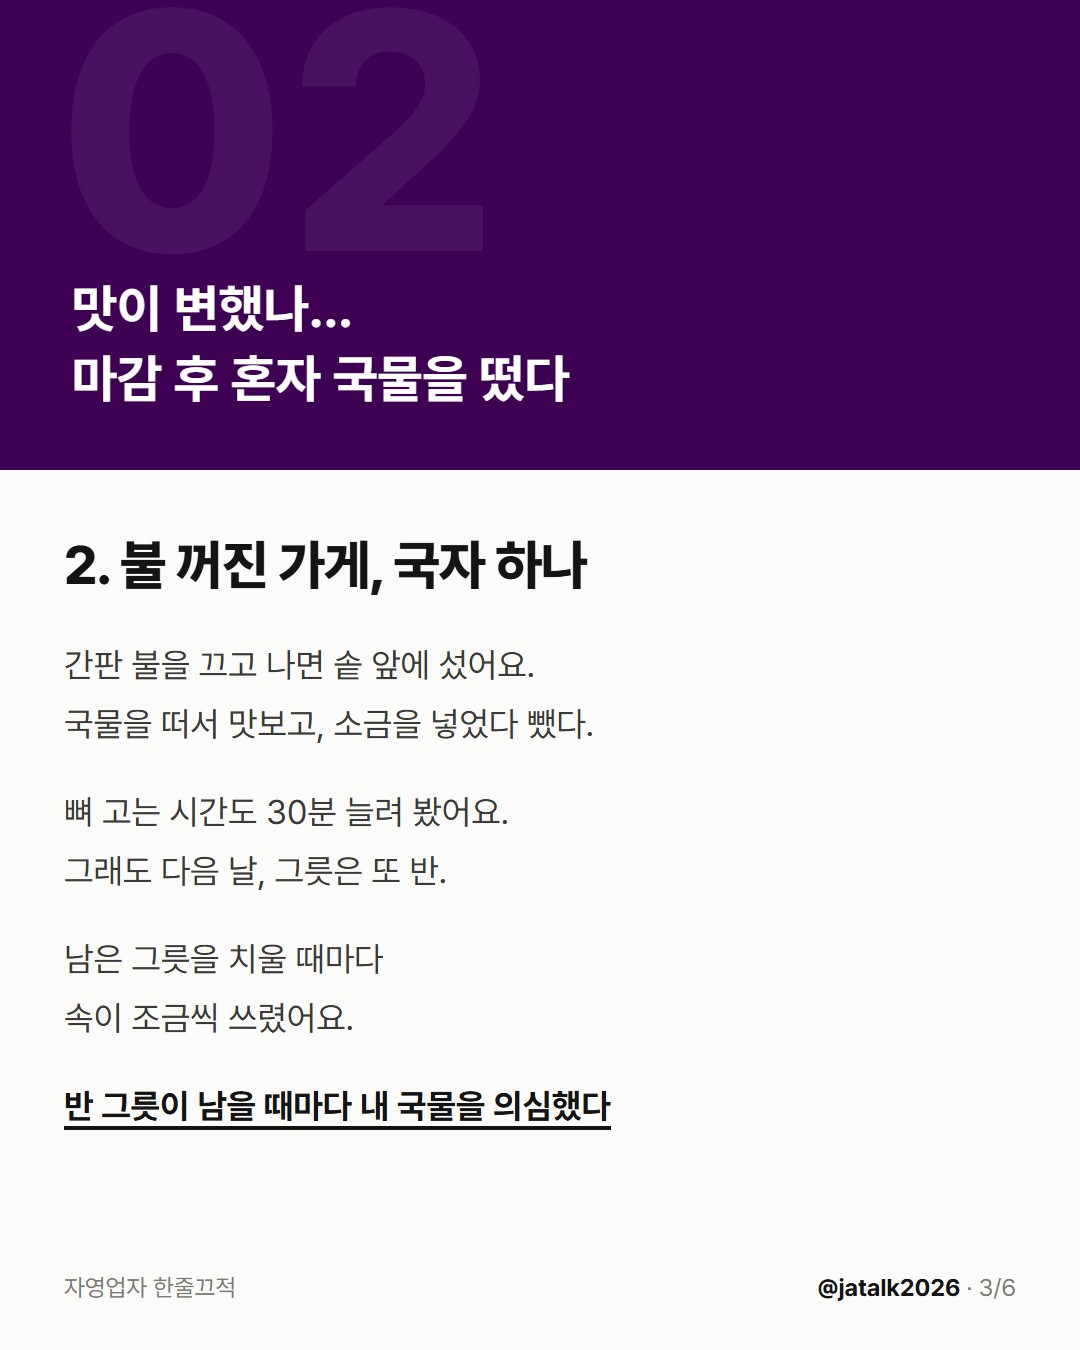 02
맛이 변했나...
마감 후 혼자 국물을 떴다
2. 불 꺼진 가게, 국자 하나
간판 불을 끄고 나면 솥 앞에 섰어요.
국물을 떠서 맛보고, 소금을 넣었다 뺐다.
뼈 고는 시간도 30분 늘려 봤어요.
그래도 다음 날, 그릇은 또 반.
남은 그릇을 치울 때마다
속이 조금씩 쓰렸어요.
반 그릇이 남을 때마다 내 국물을 의심했다
자영업자 한줄끄적
@jatalk2026 · 3/6